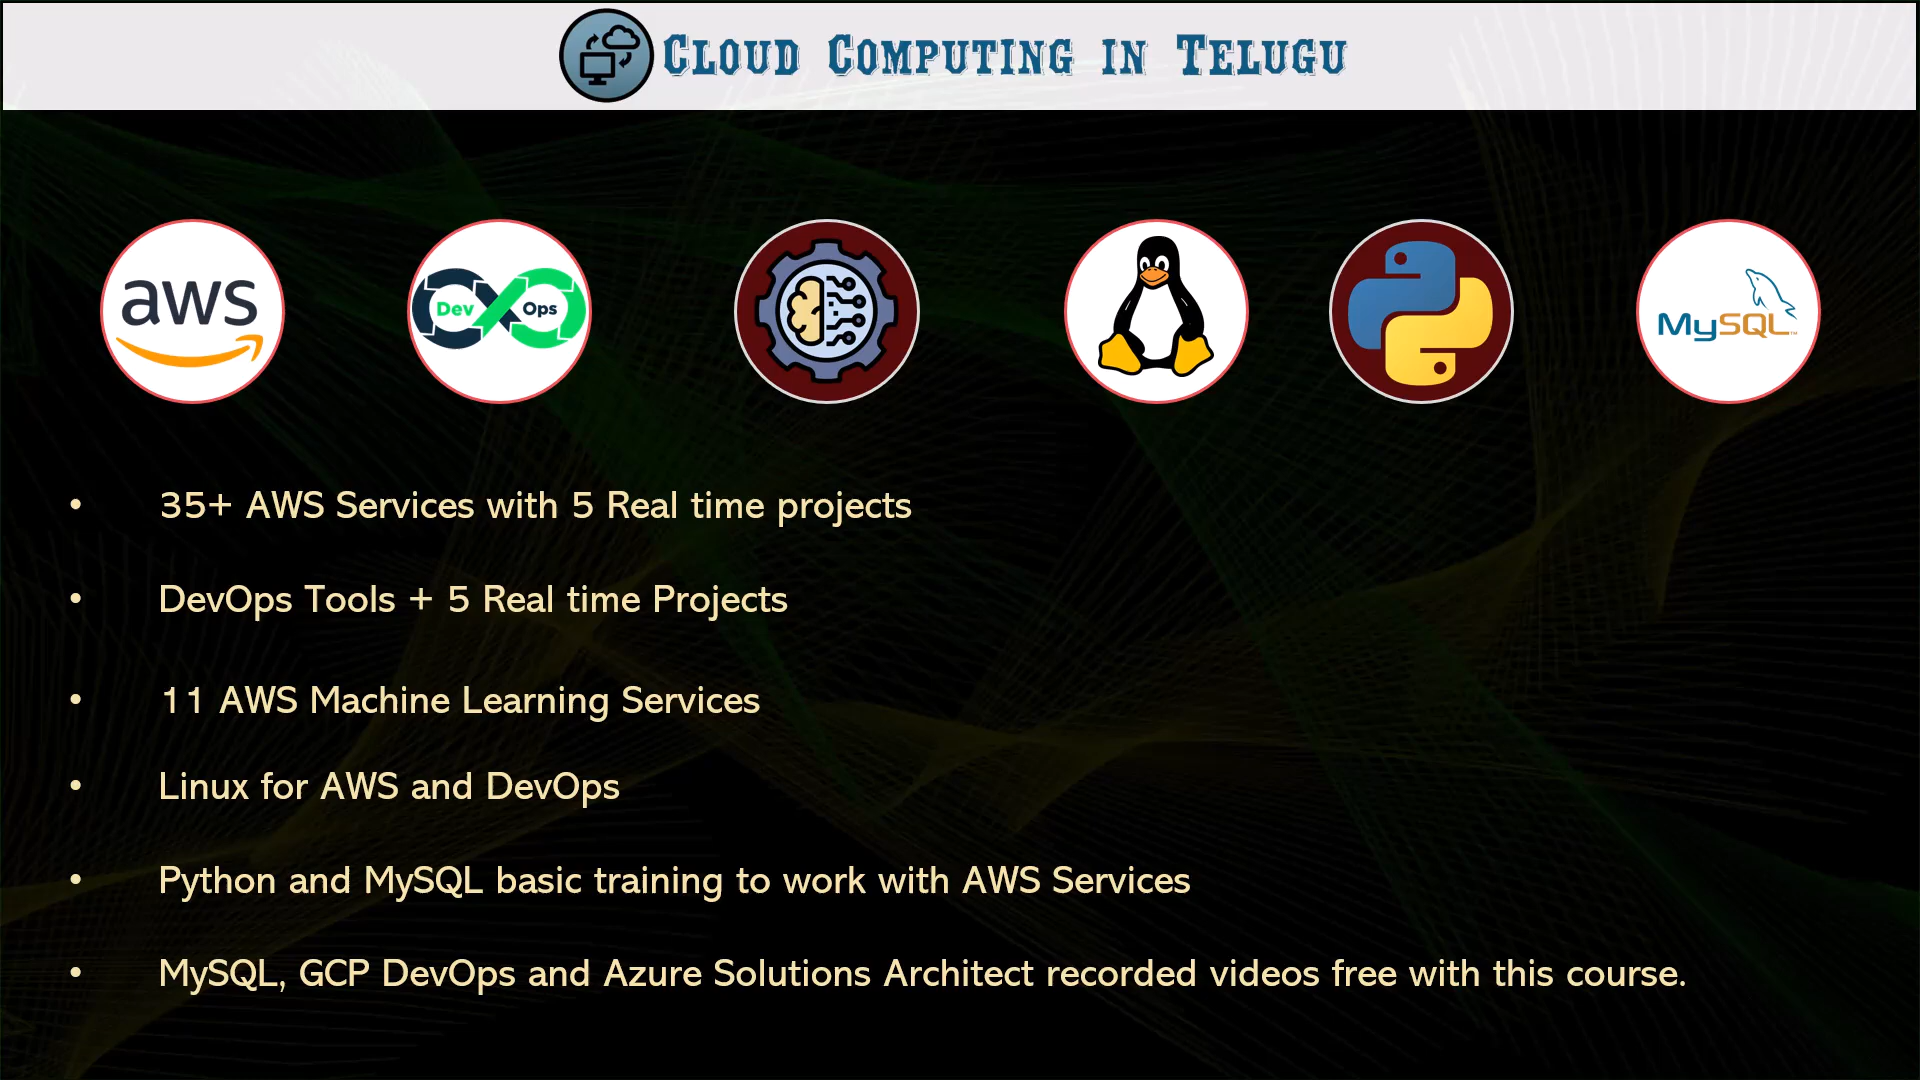 Cloud Computing in Telugu
aws
Dev Ops
MySQL™
• 35+ AWS Services with 5 Real time projects
• DevOps Tools + 5 Real time Projects
• 11 AWS Machine Learning Services
• Linux for AWS and DevOps
• Python and MySQL basic training to work with AWS Services
• MySQL, GCP DevOps and Azure Solutions Architect recorded videos free with this course.